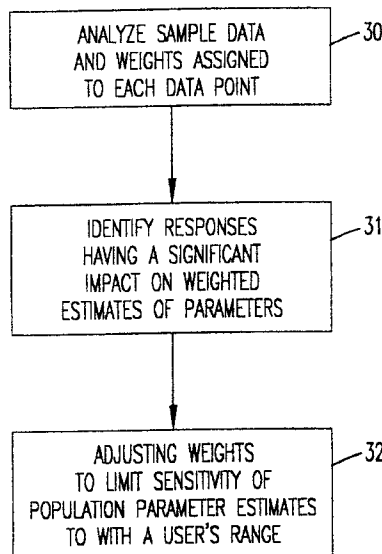 ANALYZE SAMPLE DATA
AND WEIGHTS ASSIGNED
TO EACH DATA POINT
30
IDENTIFY RESPONSES
HAVING A SIGNIFICANT
IMPACT ON WEIGHTED
ESTIMATES OF PARAMETERS
31
ADJUSTING WEIGHTS
TO LIMIT SENSITIVITY OF
POPULATION PARAMETER ESTIMATES
TO WITH A USER'S RANGE
32